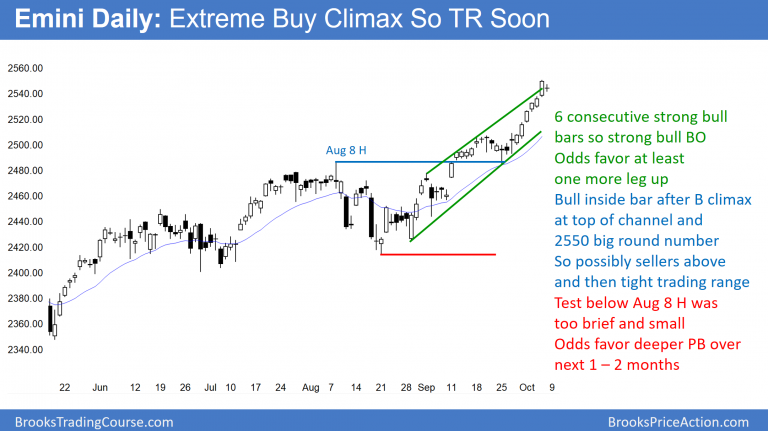 Emini Daily: Extreme Buy Climax So TR Soon
2560.00
2540.00
2520.00
2500.00
2480.00
2460.00
2440.00
2420.00
2400.00
2380.00
2360.00
2340.00
Aug 8 H
6 consecutive strong bull
bars so strong bull BO
Odds favor at least
one more leg up
Bull inside bar after B climax
at top of channel and
2550 big round number
So possibly sellers above
and then tight trading range
Test below Aug 8 H was
too brief and small
Odds favor deeper PB over
next 1 – 2 months
22 Jun 12 19 26 Jul 10 17 24 Aug 7 14 21 28 Sep 11 18 25 Oct 9
BrooksTradingCourse.com BrooksPriceAction.com